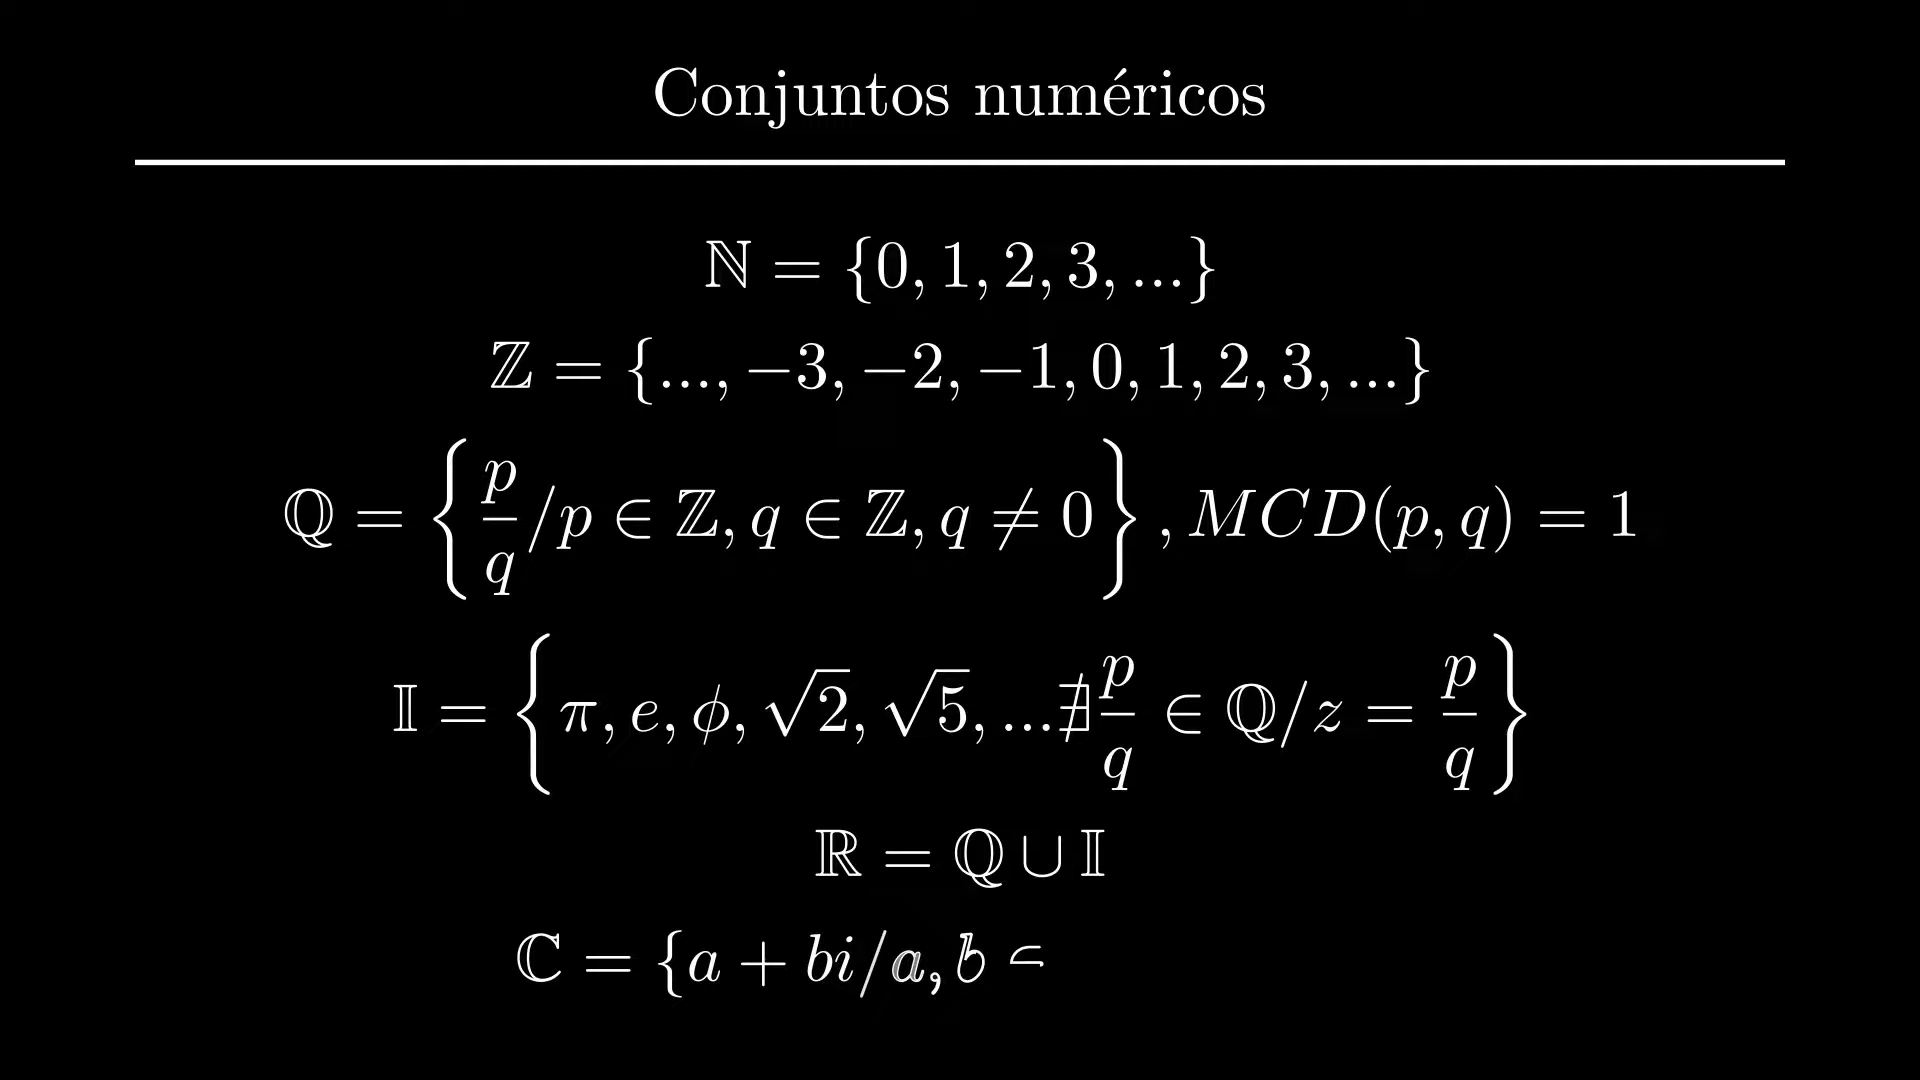 Conjuntos numéricos
ℕ = {0, 1, 2, 3, ...}
ℤ = {..., −3, −2, −1, 0, 1, 2, 3, ...}
ℚ = {p/q / p ∈ ℤ, q ∈ ℤ, q ≠ 0}, MCD(p, q) = 1
𝕀 = {π, e, ϕ, √2, √5, ... ∄ p/q ∈ ℚ/z = p/q}
ℝ = ℚ ∪ 𝕀
ℂ = {a + bi/a, b